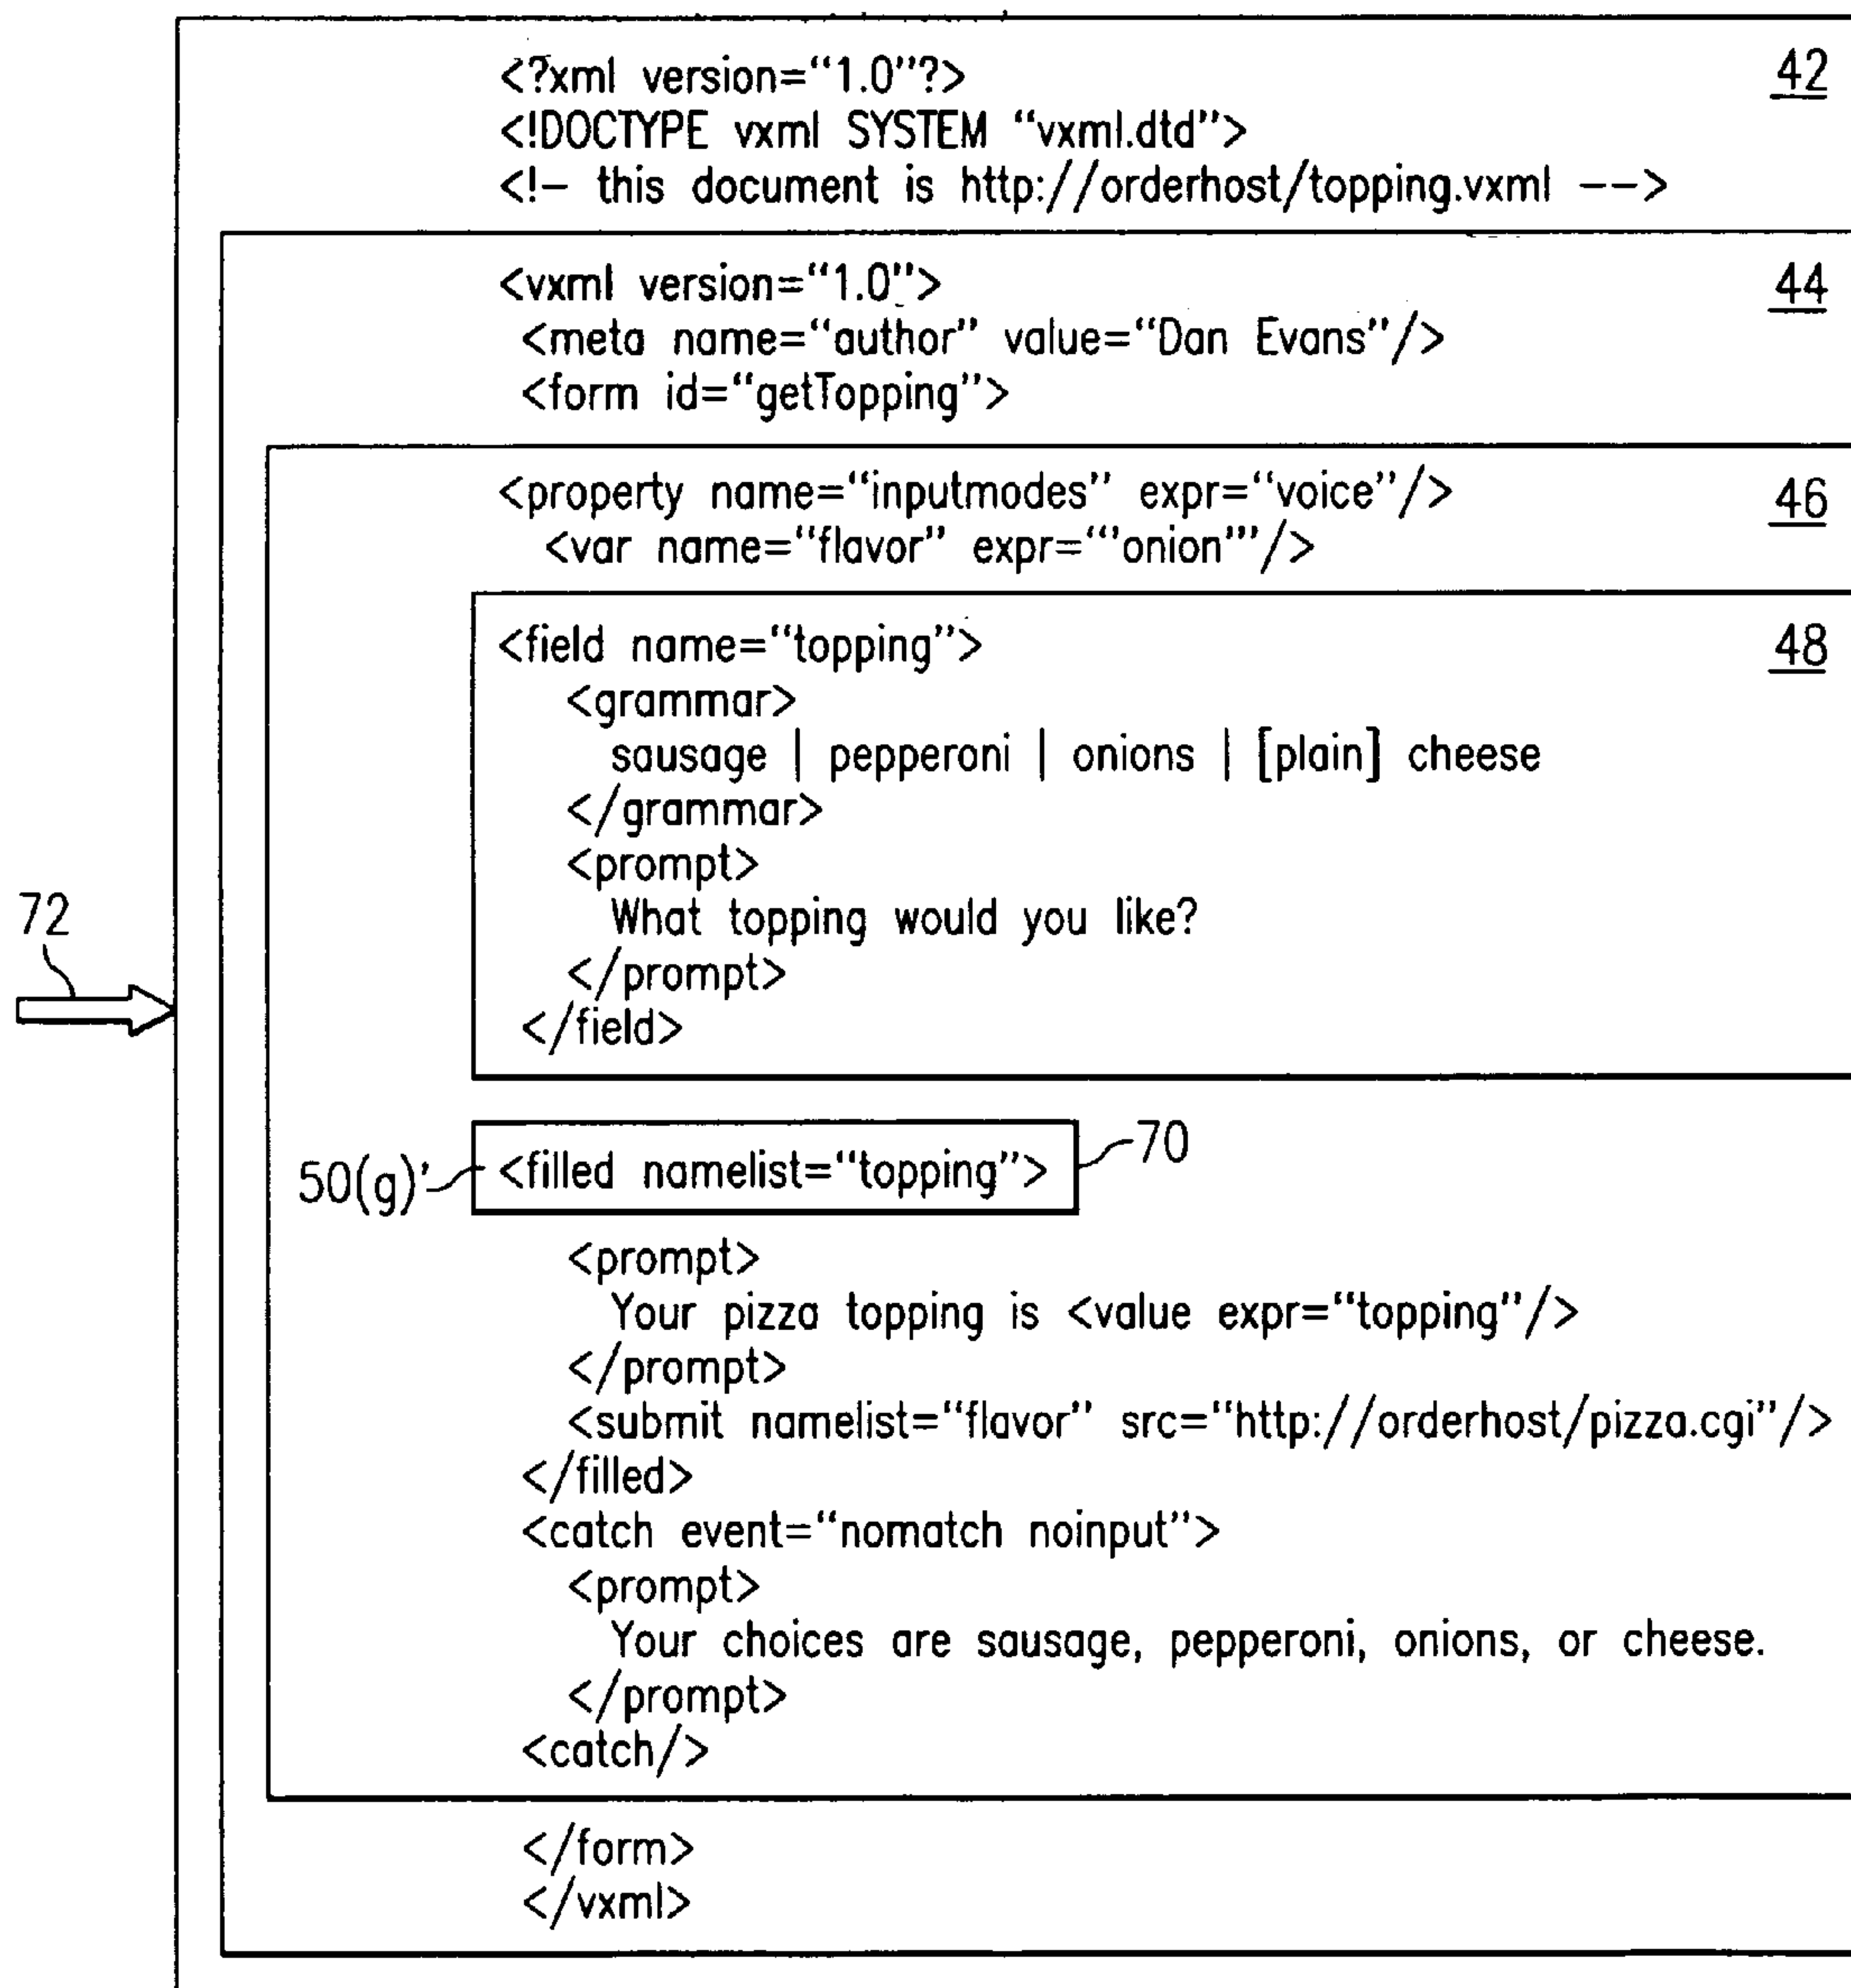 <?xml version=“1.0”?> 42
<!DOCTYPE vxml SYSTEM “vxml.dtd”>
<!– this document is http://orderhost/topping.vxml -->
<vxml version=“1.0”> 44
<meta name=“author” value=“Dan Evans”/>
<form id=“getTopping”>
<property name=“inputmodes” expr=“voice”/> 46
<var name=“flavor” expr=“’onion’”/>
<field name=“topping”> 48
<grammar>
sausage | pepperoni | onions | [plain] cheese
</grammar>
<prompt>
72
What topping would you like?
</prompt>
</field>
50(g)’ <filled namelist=“topping”> 70
<prompt>
Your pizza topping is <value expr=“topping”/>
</prompt>
<submit namelist=“flavor” src=“http://orderhost/pizza.cgi”/>
</filled>
<catch event=“nomatch noinput”>
<prompt>
Your choices are sausage, pepperoni, onions, or cheese.
</prompt>
<catch/>
</form>
</vxml>